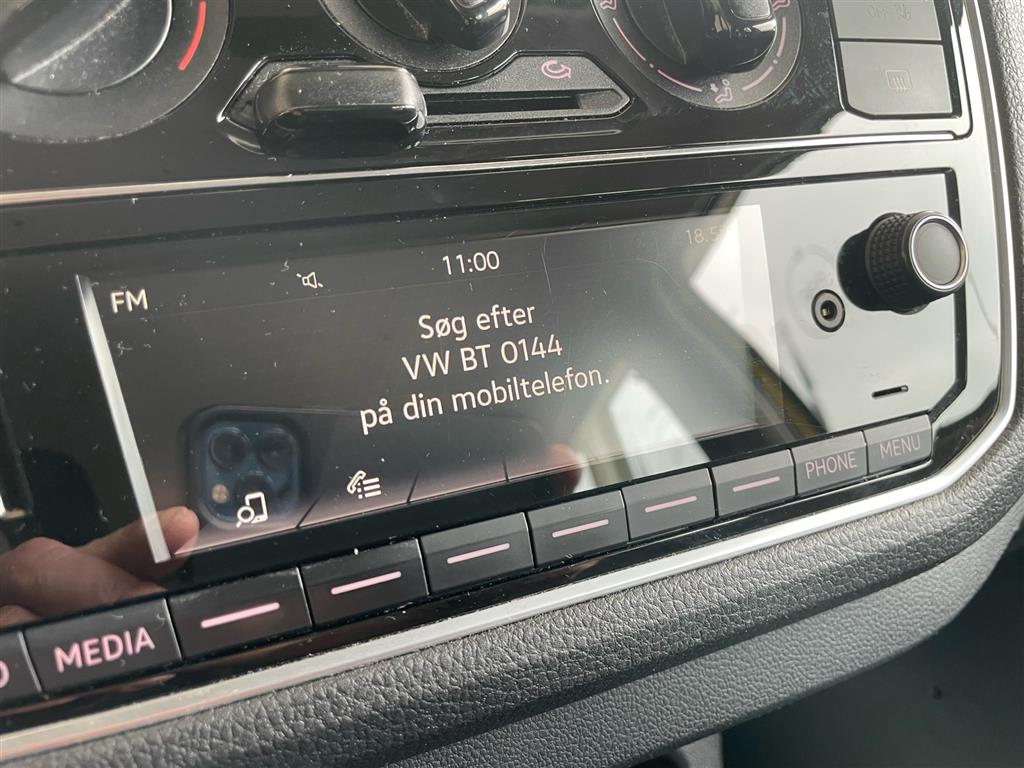 FM
11:00
Søg efter
VW BT 0144
på din mobiltelefon.
MEDIA
PHONE
MENU